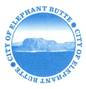 CITY OF ELEPHANT BUTTE • CITY OF ELEPHANT BUTTE •